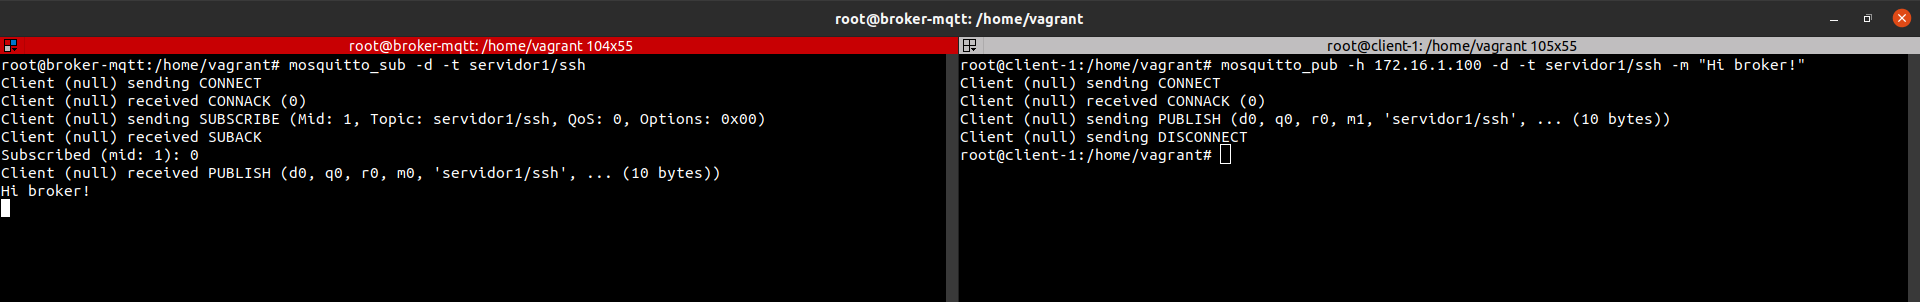 root@broker-mqtt: /home/vagrant
root@broker-mqtt: /home/vagrant 104x55
root@broker-mqtt:/home/vagrant# mosquitto_sub -d -t servidor1/ssh
Client (null) sending CONNECT
Client (null) received CONNACK (0)
Client (null) sending SUBSCRIBE (Mid: 1, Topic: servidor1/ssh, QoS: 0, Options: 0x00)
Client (null) received SUBACK
Subscribed (mid: 1): 0
Client (null) received PUBLISH (d0, q0, r0, m0, 'servidor1/ssh', ... (10 bytes))
Hi broker!
root@client-1: /home/vagrant 105x55
root@client-1:/home/vagrant# mosquitto_pub -h 172.16.1.100 -d -t servidor1/ssh -m "Hi broker!"
Client (null) sending CONNECT
Client (null) received CONNACK (0)
Client (null) sending PUBLISH (d0, q0, r0, m1, 'servidor1/ssh', ... (10 bytes))
Client (null) sending DISCONNECT
root@client-1:/home/vagrant#